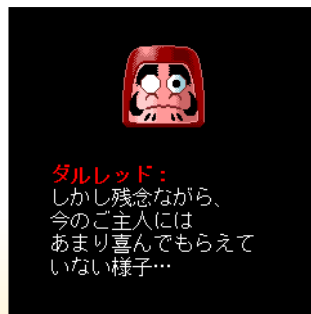 ダルレッド：
しかし残念ながら、
今のご主人には
あまり喜んでもらえて
いない様子…